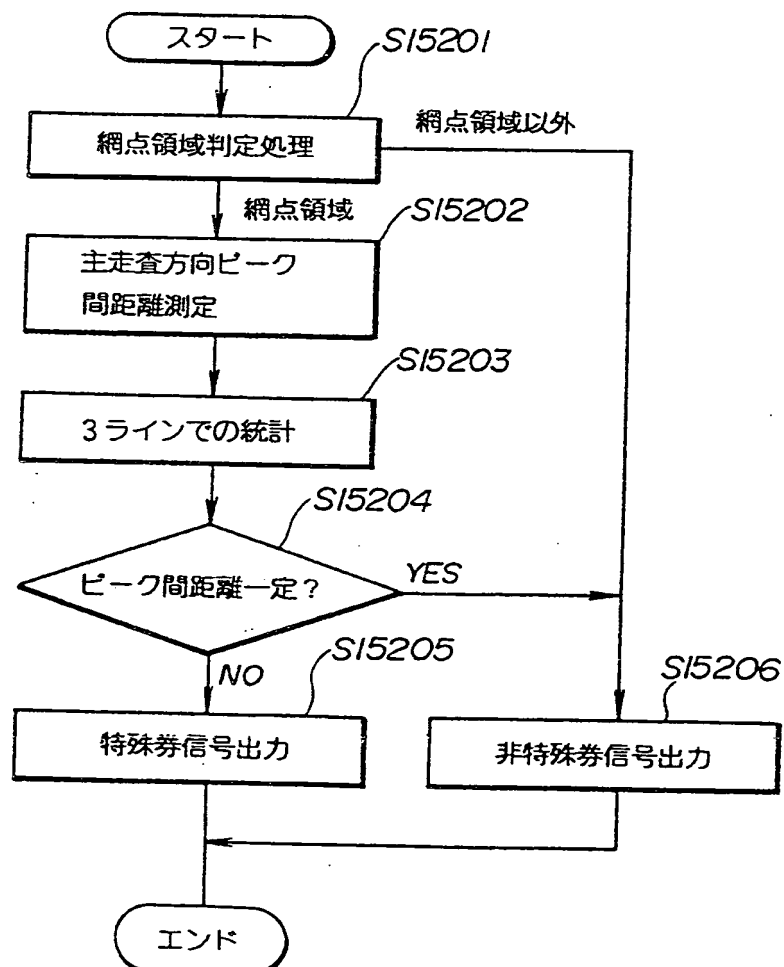 スタート
S15201
網点領域判定処理
網点領域以外
網点領域
S15202
主走査方向ピーク
間距離測定
S15203
3ラインでの統計
S15204
ピーク間距離一定?
YES
NO
S15205
S15206
特殊券信号出力
非特殊券信号出力
エンド